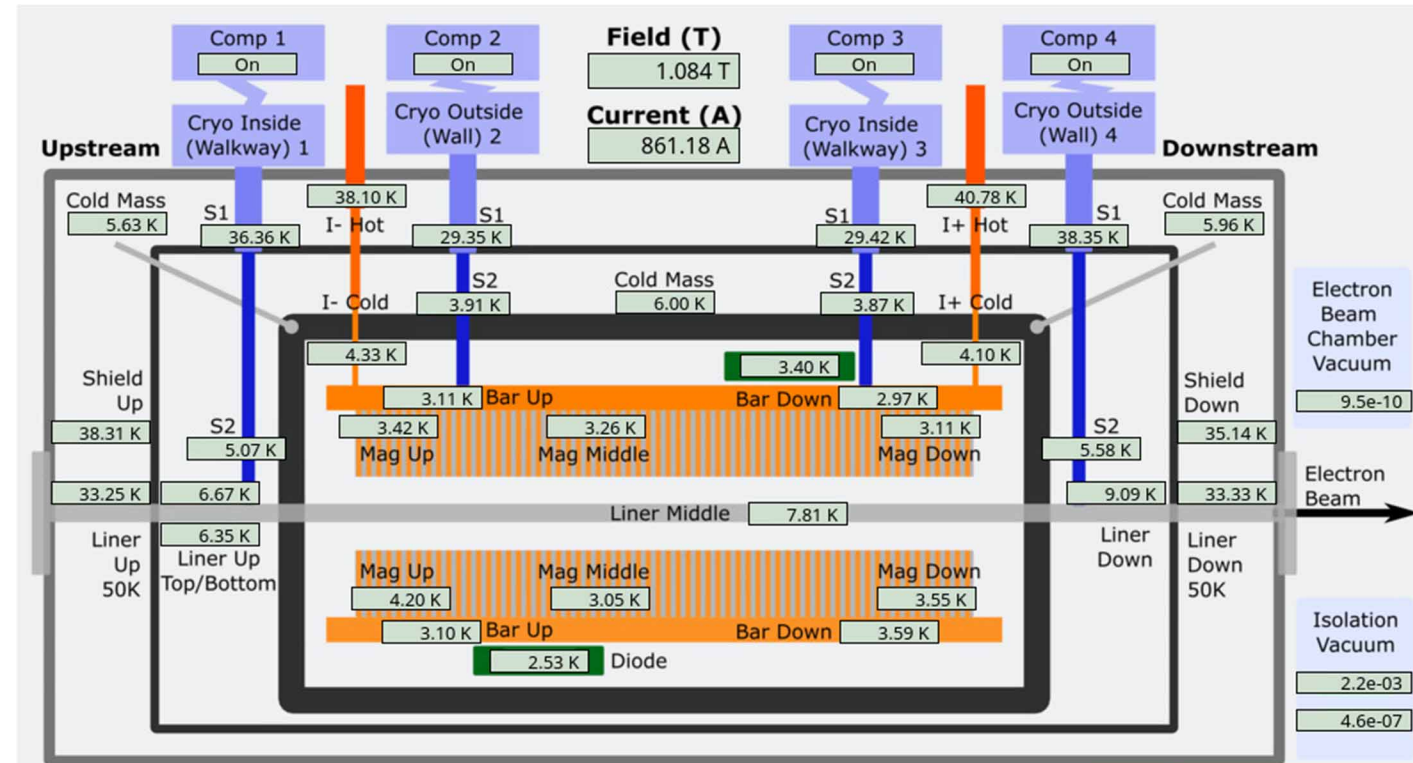 Comp 1
On
Comp 2
On
Field (T)
1.084 T
Comp 3
On
Comp 4
On
Current (A)
861.18 A
Cryo Inside
(Walkway) 1
Cryo Outside
(Wall) 2
Cryo Inside
(Walkway) 3
Cryo Outside
(Wall) 4
Upstream
Downstream
Cold Mass
5.63 K
S1
36.36 K
38.10 K
I- Hot
S1
29.35 K
S1
29.42 K
40.78 K
I+ Hot
S1
38.35 K
Cold Mass
5.96 K
I- Cold
4.33 K
S2
3.91 K
Cold Mass
6.00 K
S2
3.87 K
I+ Cold
4.10 K
Electron
Beam
Chamber
Vacuum
9.5e-10
3.40 K
Shield
Up
38.31 K
3.11 K Bar Up
Bar Down 2.97 K
Shield
Down
35.14 K
S2
5.07 K
3.42 K
Mag Up
3.26 K
Mag Middle
3.11 K
Mag Down
S2
5.58 K
33.25 K
6.67 K
Liner Middle 7.81 K
9.09 K
33.33 K
Electron
Beam
Liner
Up
50K
6.35 K
Liner Up
Top/Bottom
Liner
Down
Liner
Down
50K
Mag Up
4.20 K
Mag Middle
3.05 K
Mag Down
3.55 K
3.10 K Bar Up
Bar Down 3.59 K
2.53 K Diode
Isolation
Vacuum
2.2e-03
4.6e-07